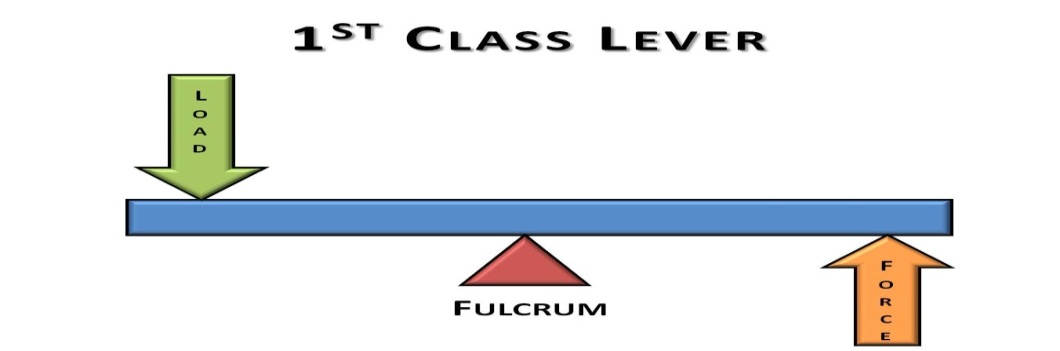 1ST CLASS LEVER
LOAD
FULCRUM
FORCE